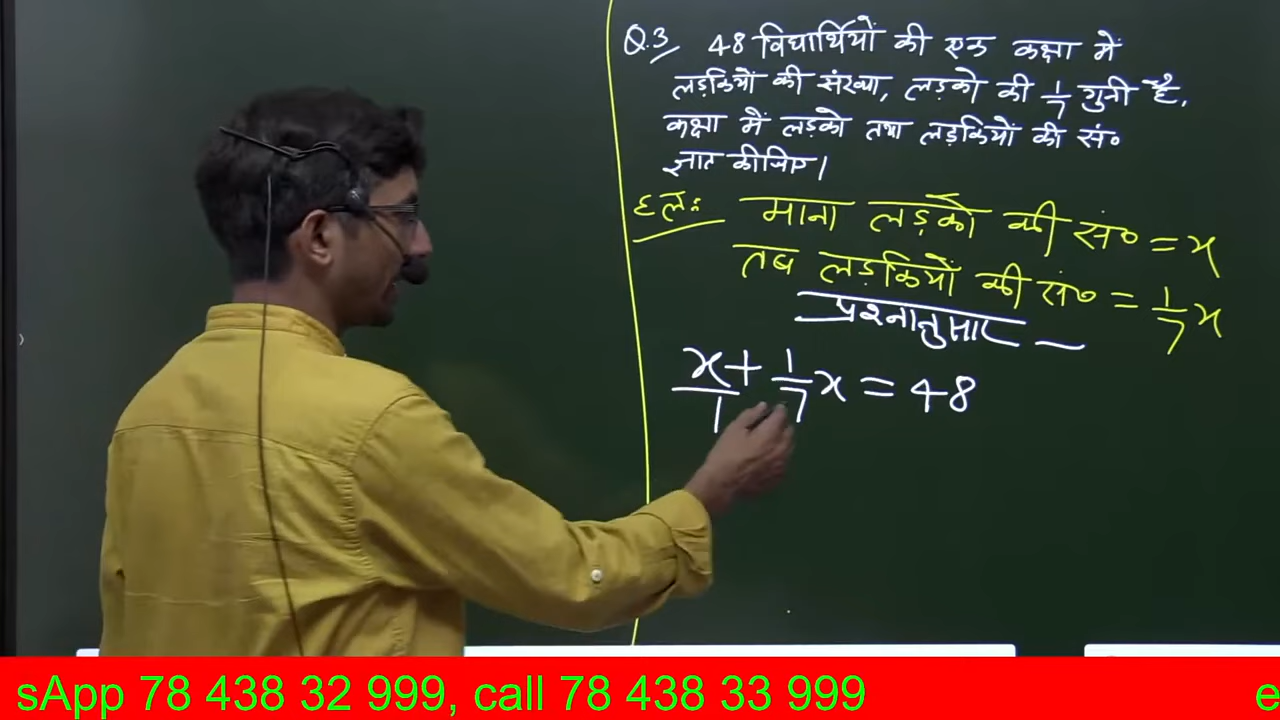 Q.3 48 विद्यार्थियों की एक कक्षा में
लड़कियों की संख्या, लड़को की 1/7 गुनी है,
कक्षा में लड़को तथा लड़कियों की सं०
ज्ञात कीजिए।
हल: माना लड़कों की सं० = x
तब लड़कियों की सं० = 1/7 x
प्रश्नानुसार —
x/1 + 1/7 x = 48
sApp 78 438 32 999, call 78 438 33 999 e